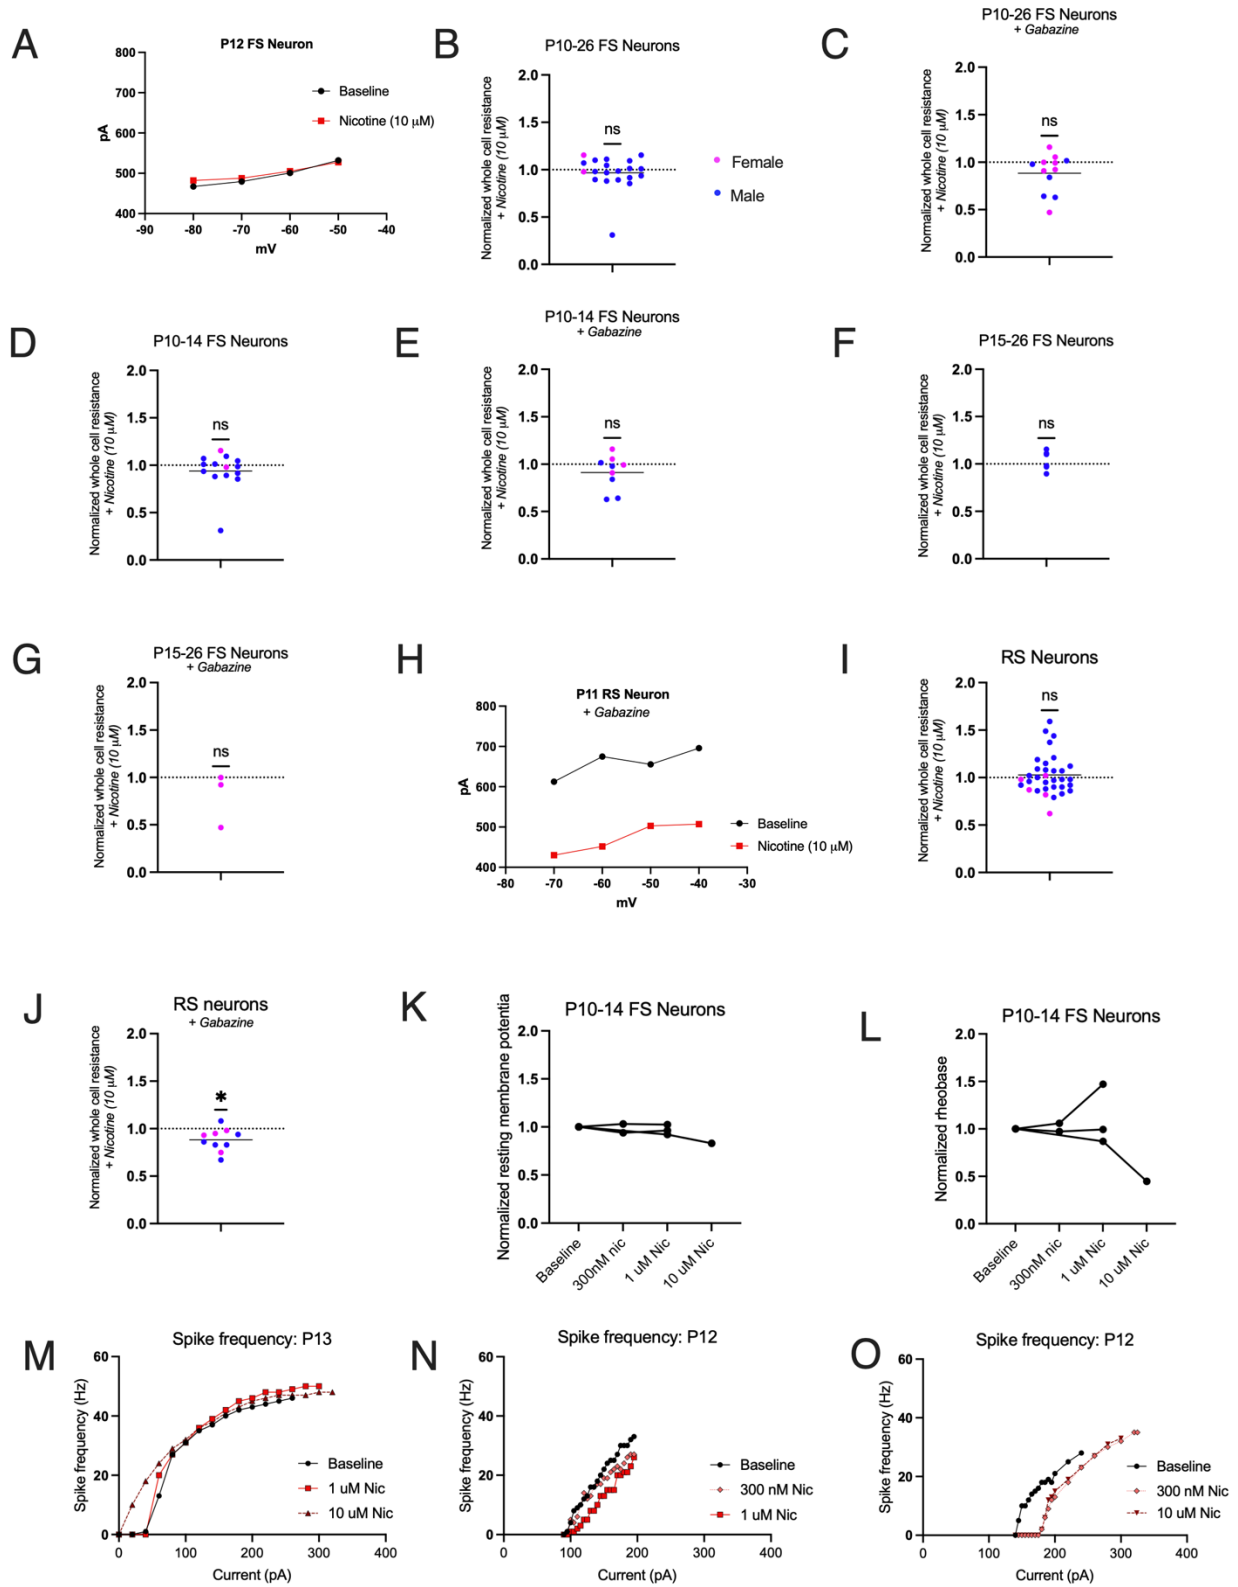 A
P12 FS Neuron
800
700
600
500
400
pA
-90 -80 -70 -60 -50 -40
mV
Baseline
Nicotine (10 μM)
B
P10-26 FS Neurons
Normalized whole cell resistance
+ Nicotine (10 μM)
2.0
1.5
1.0
0.5
0.0
ns
Female
Male
C
P10-26 FS Neurons
+ Gabazine
Normalized whole cell resistance
+ Nicotine (10 μM)
2.0
1.5
1.0
0.5
0.0
ns
D
P10-14 FS Neurons
Normalized whole cell resistance
+ Nicotine (10 μM)
2.0
1.5
1.0
0.5
0.0
ns
E
P10-14 FS Neurons
+ Gabazine
Normalized whole cell resistance
+ Nicotine (10 μM)
2.0
1.5
1.0
0.5
0.0
ns
F
P15-26 FS Neurons
Normalized whole cell resistance
+ Nicotine (10 μM)
2.0
1.5
1.0
0.5
0.0
ns
G
P15-26 FS Neurons
+ Gabazine
Normalized whole cell resistance
+ Nicotine (10 μM)
2.0
1.5
1.0
0.5
0.0
ns
H
P11 RS Neuron
+ Gabazine
800
700
600
500
400
pA
-80 -70 -60 -50 -40 -30
mV
Baseline
Nicotine (10 μM)
I
RS Neurons
Normalized whole cell resistance
+ Nicotine (10 μM)
2.0
1.5
1.0
0.5
0.0
ns
J
RS neurons
+ Gabazine
Normalized whole cell resistance
+ Nicotine (10 μM)
2.0
1.5
1.0
0.5
0.0
*
K
P10-14 FS Neurons
Normalized resting membrane potentia
2.0
1.5
1.0
0.5
0.0
Baseline
300nM nic
1 uM Nic
10 uM Nic
L
P10-14 FS Neurons
Normalized rheobase
2.0
1.5
1.0
0.5
0.0
Baseline
300nM nic
1 uM Nic
10 uM Nic
M
Spike frequency: P13
Spike frequency (Hz)
60
40
20
0
0 100 200 300 400
Current (pA)
Baseline
1 uM Nic
10 uM Nic
N
Spike frequency: P12
Spike frequency (Hz)
60
40
20
0
0 100 200 300 400
Current (pA)
Baseline
300 nM Nic
1 uM Nic
O
Spike frequency: P12
Spike frequency (Hz)
60
40
20
0
0 100 200 300 400
Current (pA)
Baseline
300 nM Nic
10 uM Nic